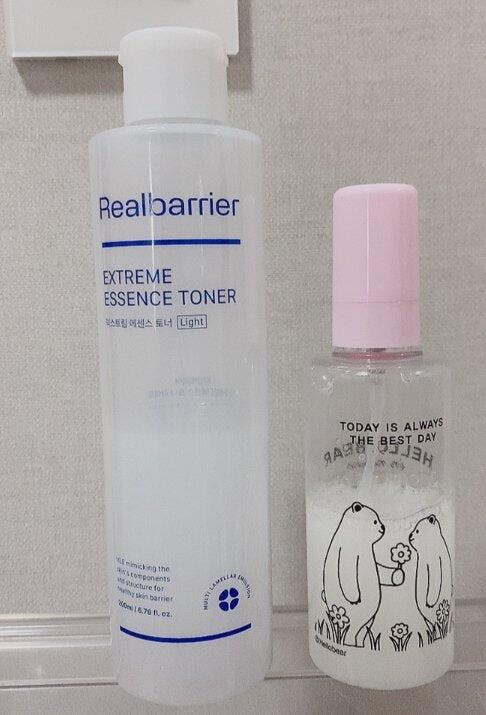 Realbarrier
EXTREME
ESSENCE TONER
익스트림 에센스 토너 Light
MLE mimicking the
skin's components
and structure for
healthy skin barrier
200ml / 6.76 fl. oz.
MULTI LAMELLAR EMULSION
TODAY IS ALWAYS
THE BEST DAY
HELLO BEAR
@hellobear